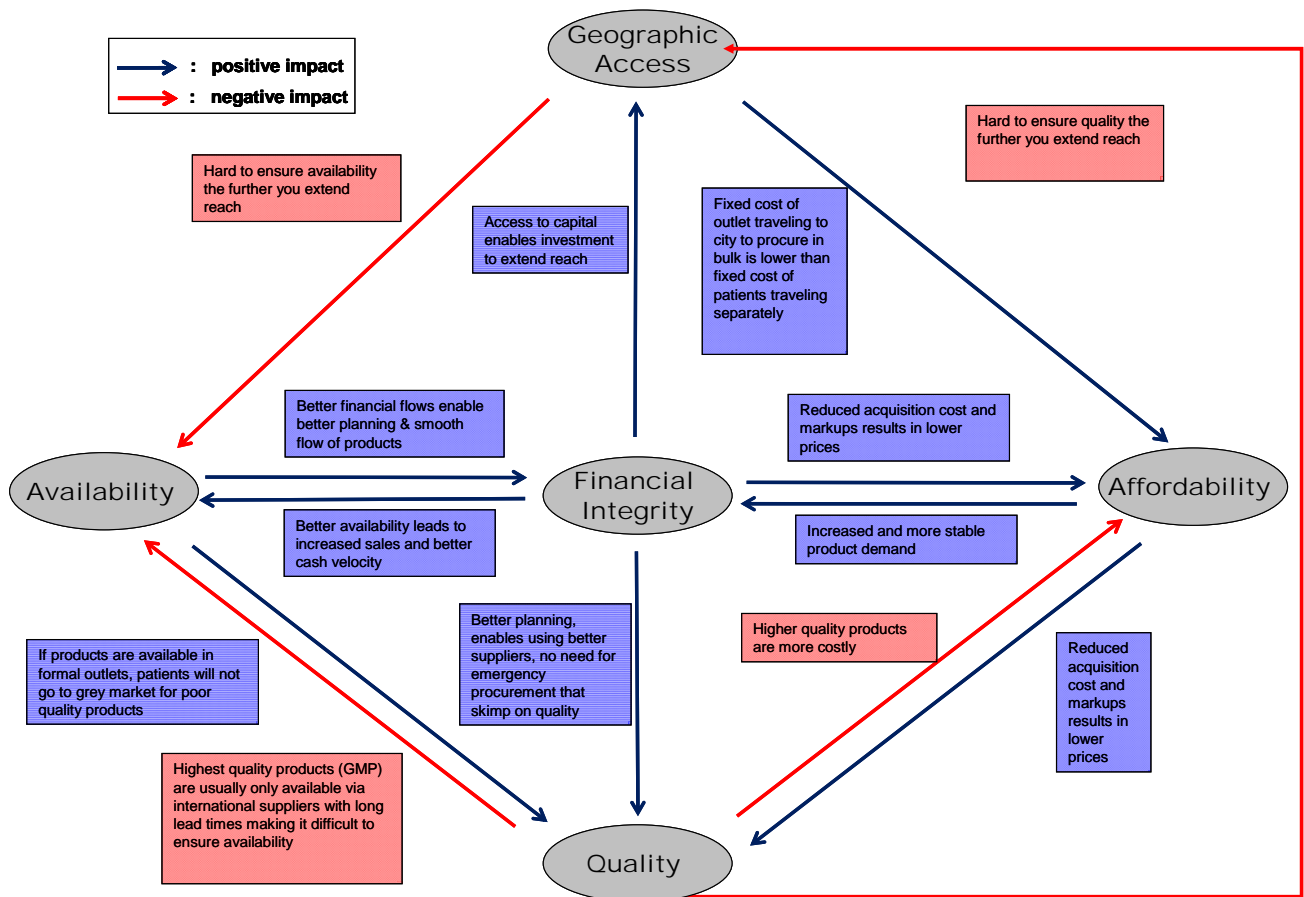 Geographic
Access
: positive impact
: negative impact
Hard to ensure quality the
further you extend reach
Hard to ensure availability
the further you extend
reach
Access to capital
enables investment
to extend reach
Fixed cost of
outlet traveling to
city to procure in
bulk is lower than
fixed cost of
patients traveling
separately
Better financial flows enable
better planning & smooth
flow of products
Reduced acquisition cost and
markups results in lower
prices
Availability
Financial
Integrity
Affordability
Better availability leads to
increased sales and better
cash velocity
Increased and more stable
product demand
If products are available in
formal outlets, patients will not
go to grey market for poor
quality products
Better planning,
enables using better
suppliers, no need for
emergency
procurement that
skimp on quality
Higher quality products
are more costly
Reduced
acquisition
cost and
markups
results in
lower
prices
Highest quality products (GMP)
are usually only available via
international suppliers with long
lead times making it difficult to
ensure availability
Quality